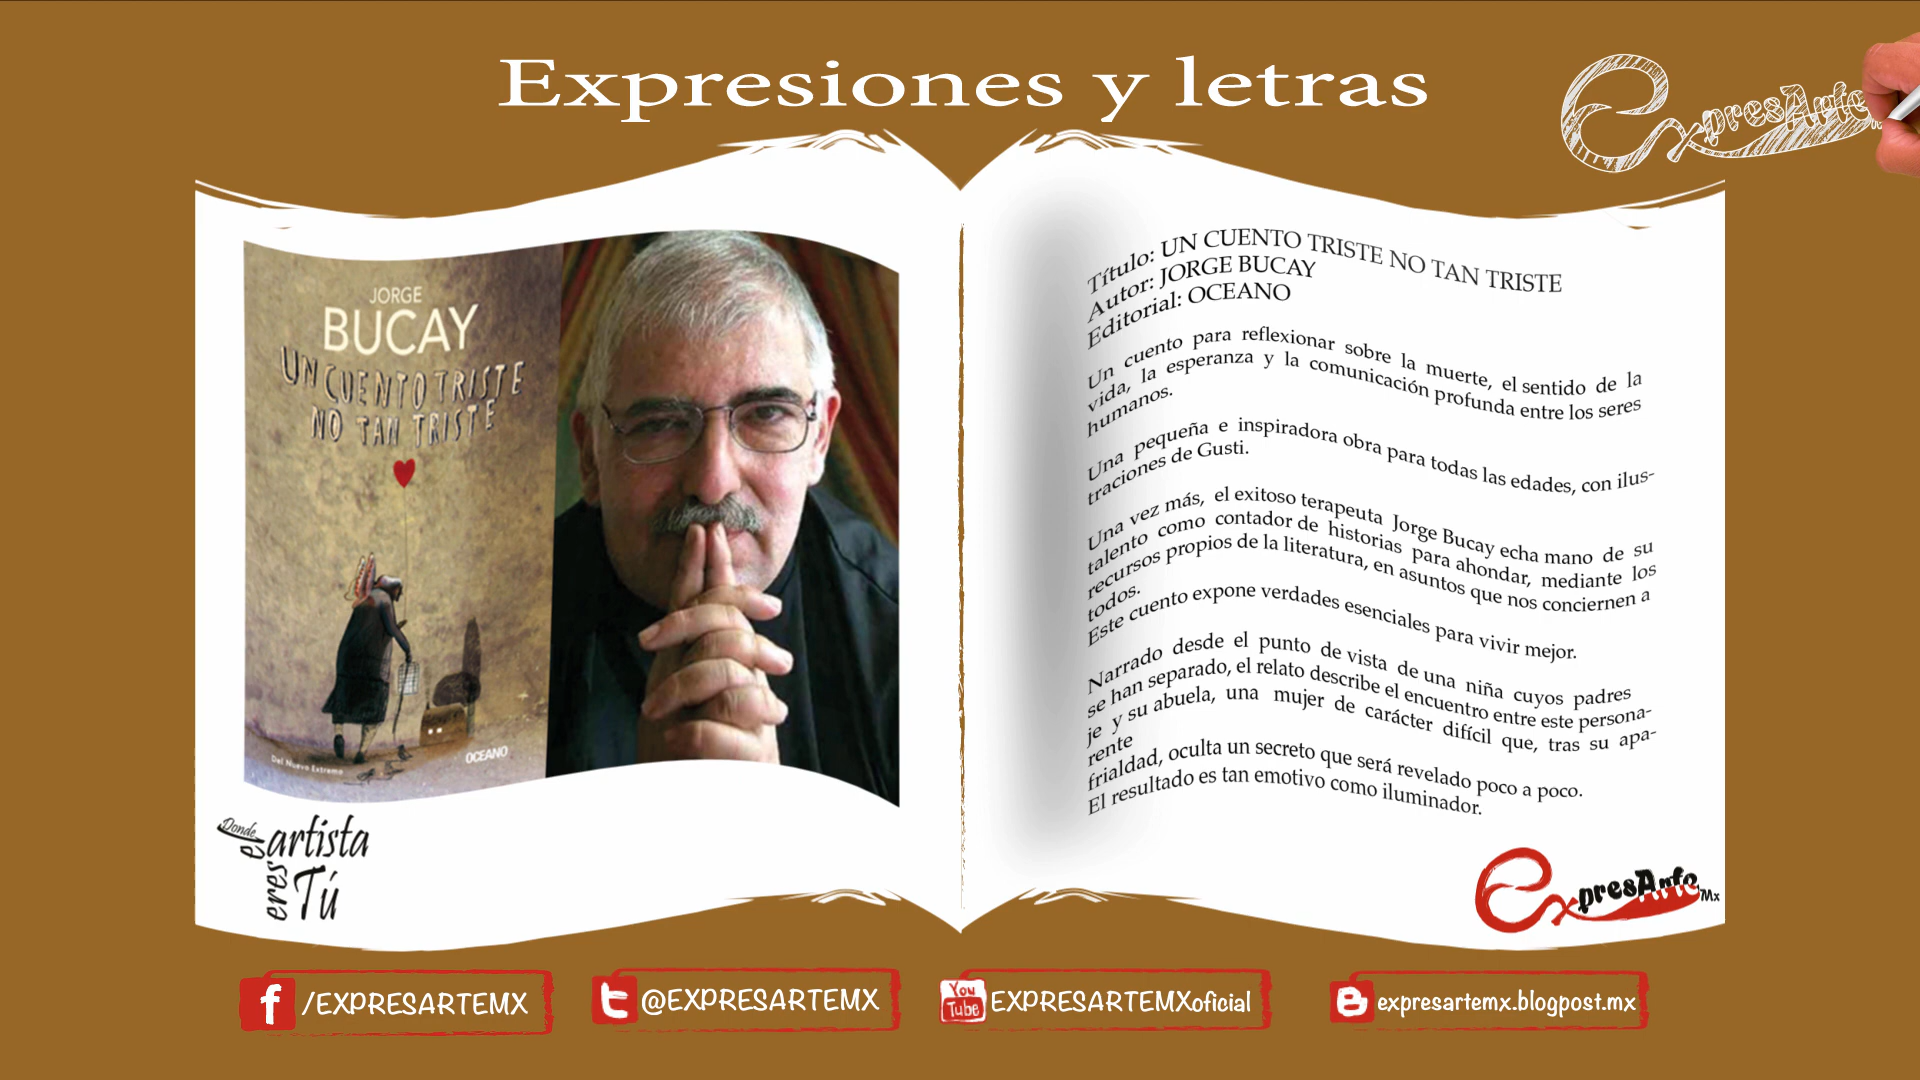 Expresiones y letras
ExpresArte
JORGE
BUCAY
UN CUENTO TRISTE
NO TAN TRISTE
Del Nuevo Extremo
OCEANO
Título: UN CUENTO TRISTE NO TAN TRISTE
Autor: JORGE BUCAY
Editorial: OCEANO
Un cuento para reflexionar sobre la muerte, el sentido de la
vida, la esperanza y la comunicación profunda entre los seres
humanos.
Una pequeña e inspiradora obra para todas las edades, con ilus-
traciones de Gusti.
Una vez más, el exitoso terapeuta Jorge Bucay echa mano de su
talento como contador de historias para ahondar, mediante los
recursos propios de la literatura, en asuntos que nos conciernen a
todos.
Este cuento expone verdades esenciales para vivir mejor.
Narrado desde el punto de vista de una niña cuyos padres
se han separado, el relato describe el encuentro entre este persona-
je y su abuela, una mujer de carácter difícil que, tras su apa-
rente
frialdad, oculta un secreto que será revelado poco a poco.
El resultado es tan emotivo como iluminador.
Donde
el artista
eres Tú
ExpresArte Mx
f /EXPRESARTEMX
t @EXPRESARTEMX
You Tube EXPRESARTEMXoficial
B expresartemx.blogpost.mx